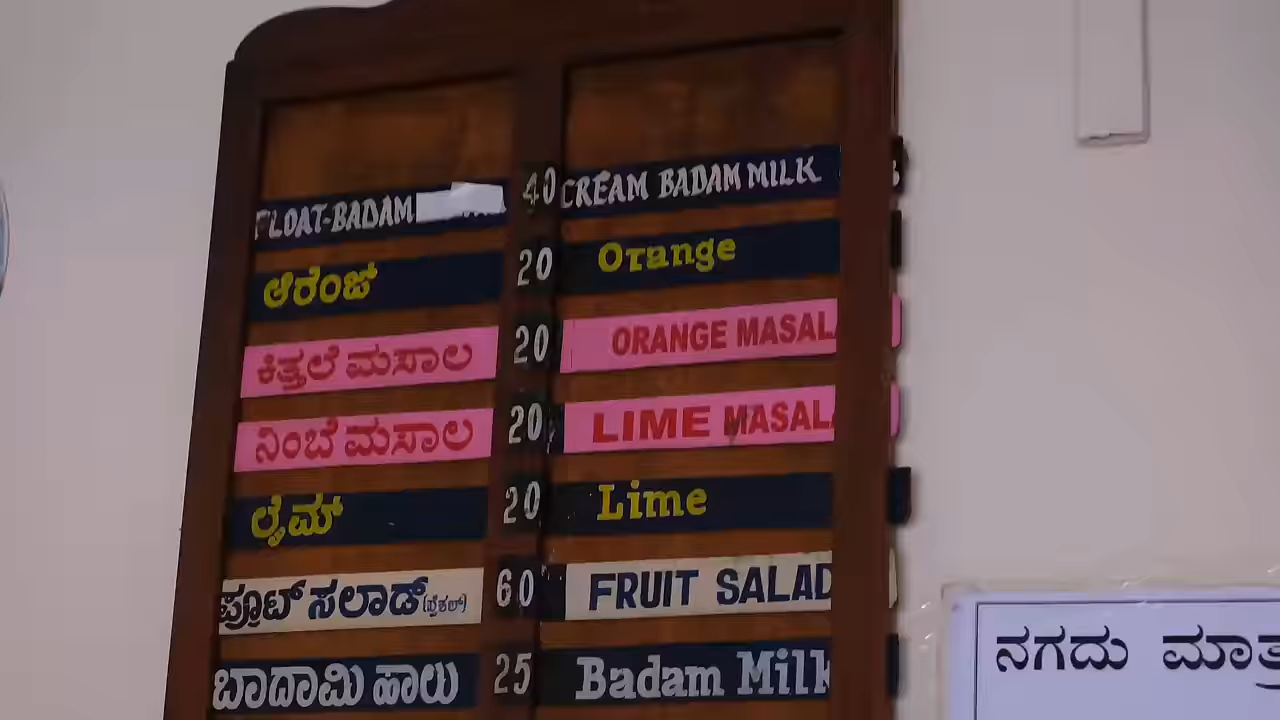 FLOAT-BADAM 40 CREAM BADAM MILK
ಆರೆಂಜ್ 20 Orange
ಕಿತ್ತಲೆ ಮಸಾಲ 20 ORANGE MASALA
ನಿಂಬೆ ಮಸಾಲ 20 LIME MASALA
ಲೈಮ್ 20 Lime
ಫ್ರೂಟ್ ಸಲಾಡ್ 60 FRUIT SALAD
ಬಾದಾಮಿ ಹಾಲು 25 Badam Milk
ನಗದು ಮಾತ್ರ